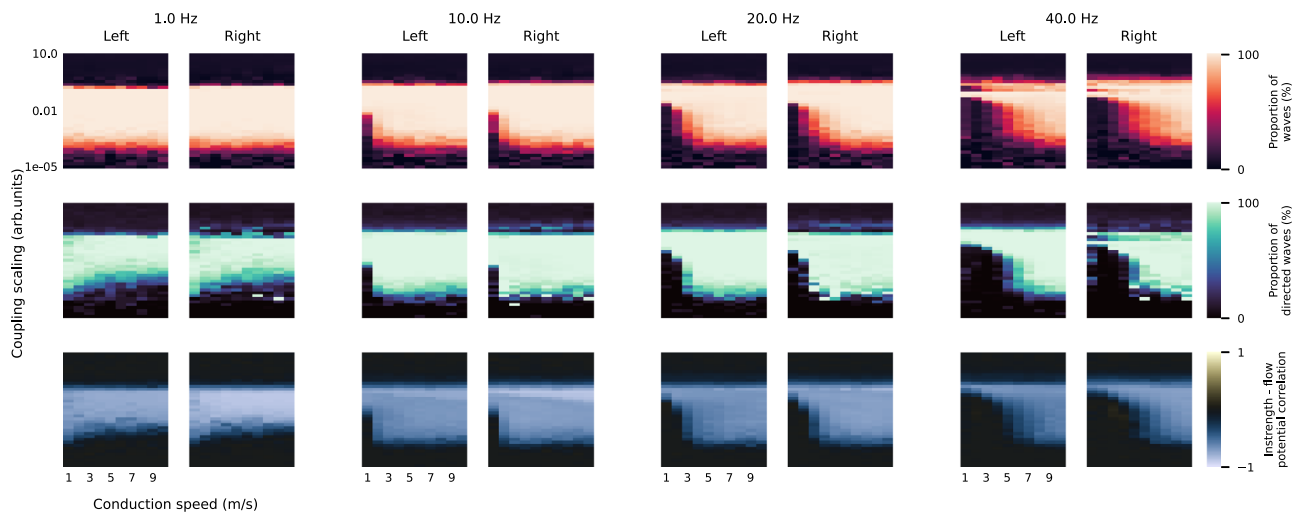 1.0 Hz 10.0 Hz 20.0 Hz 40.0 Hz
Left Right Left Right Left Right Left Right
10.0
0.01
1e-05
Coupling scaling (arb.units)
100
0
Proportion of
waves (%)
100
0
Proportion of
directed waves (%)
1
−1
Instrength - flow
potential correlation
1 3 5 7 9 1 3 5 7 9 1 3 5 7 9 1 3 5 7 9
Conduction speed (m/s)